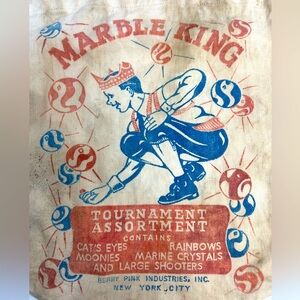 MARBLE KING
TOURNAMENT
ASSORTMENT
CONTAINS
CAT'S EYES RAINBOWS
MOONIES MARINE CRYSTALS
AND LARGE SHOOTERS
BERRY PINK INDUSTRIES, INC.
NEW YORK, CITY